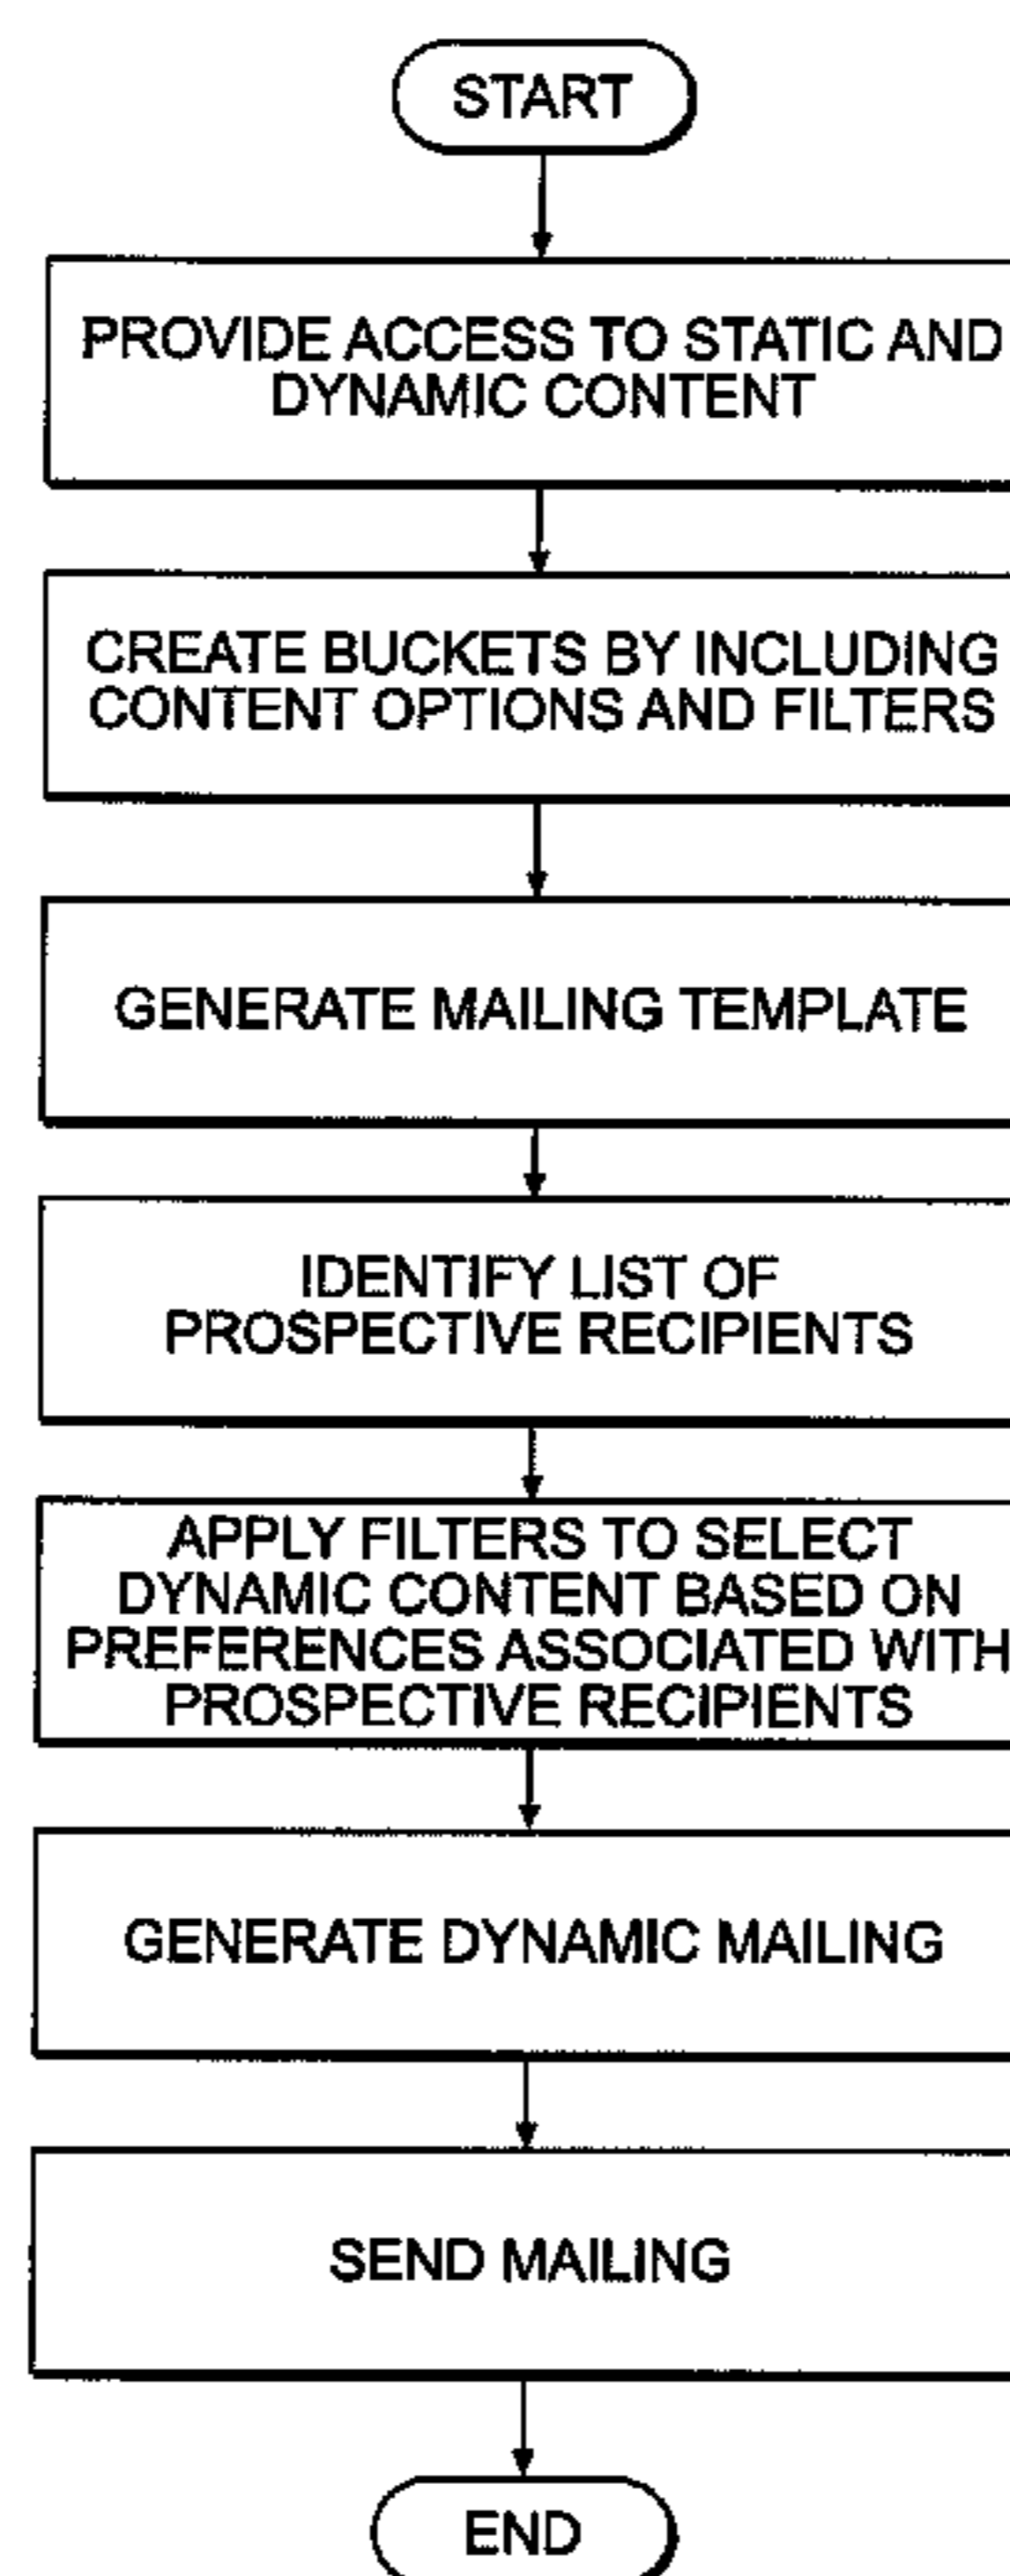 START
PROVIDE ACCESS TO STATIC AND
DYNAMIC CONTENT
CREATE BUCKETS BY INCLUDING
CONTENT OPTIONS AND FILTERS
GENERATE MAILING TEMPLATE
IDENTIFY LIST OF
PROSPECTIVE RECIPIENTS
APPLY FILTERS TO SELECT
DYNAMIC CONTENT BASED ON
PREFERENCES ASSOCIATED WITH
PROSPECTIVE RECIPIENTS
GENERATE DYNAMIC MAILING
SEND MAILING
END